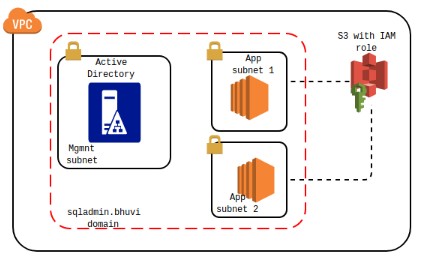 VPC
Active
Directory
Mgmnt
subnet
App
subnet 1
App
subnet 2
S3 with IAM
role
sqladmin.bhuvi
domain